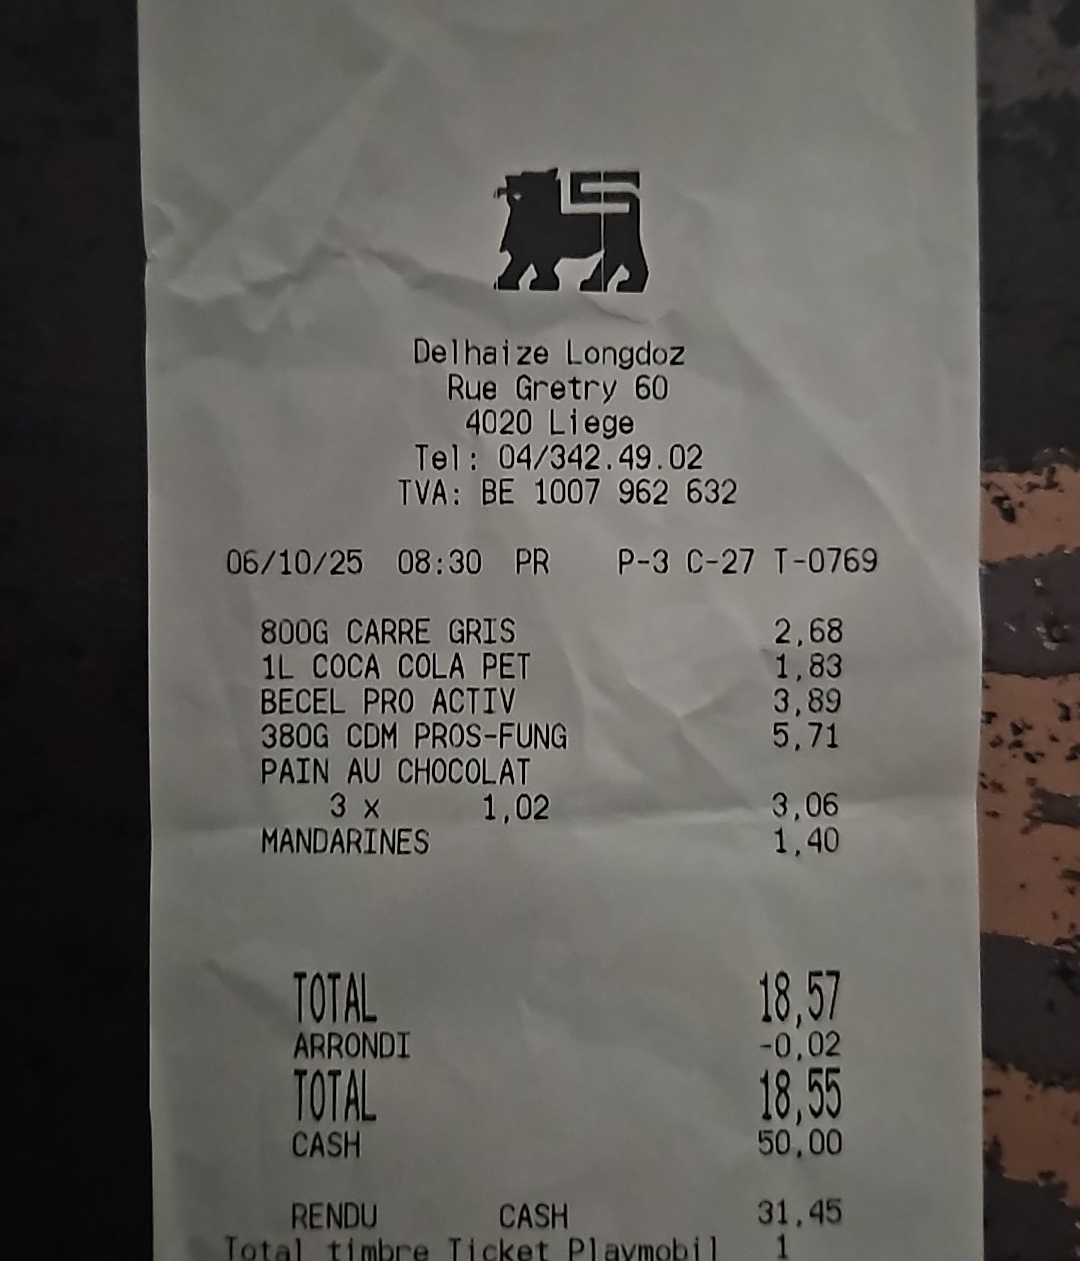 Delhaize Longdoz
Rue Gretry 60
4020 Liege
Tel: 04/342.49.02
TVA: BE 1007 962 632
06/10/25 08:30 PR P-3 C-27 T-0769
800G CARRE GRIS 2,68
1L COCA COLA PET 1,83
BECEL PRO ACTIV 3,89
380G CDM PROS-FUNG 5,71
PAIN AU CHOCOLAT
3 x 1,02 3,06
MANDARINES 1,40
TOTAL 18,57
ARRONDI -0,02
TOTAL 18,55
CASH 50,00
RENDU CASH 31,45
Total timbre Ticket Playmobil 1